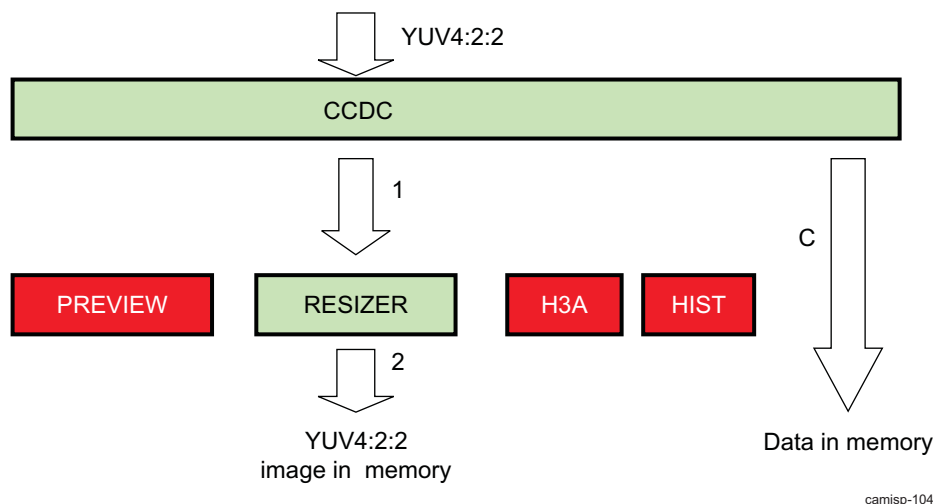 YUV4:2:2
CCDC
1
C
PREVIEW
RESIZER
H3A
HIST
2
YUV4:2:2
image in memory
Data in memory
camisp-104